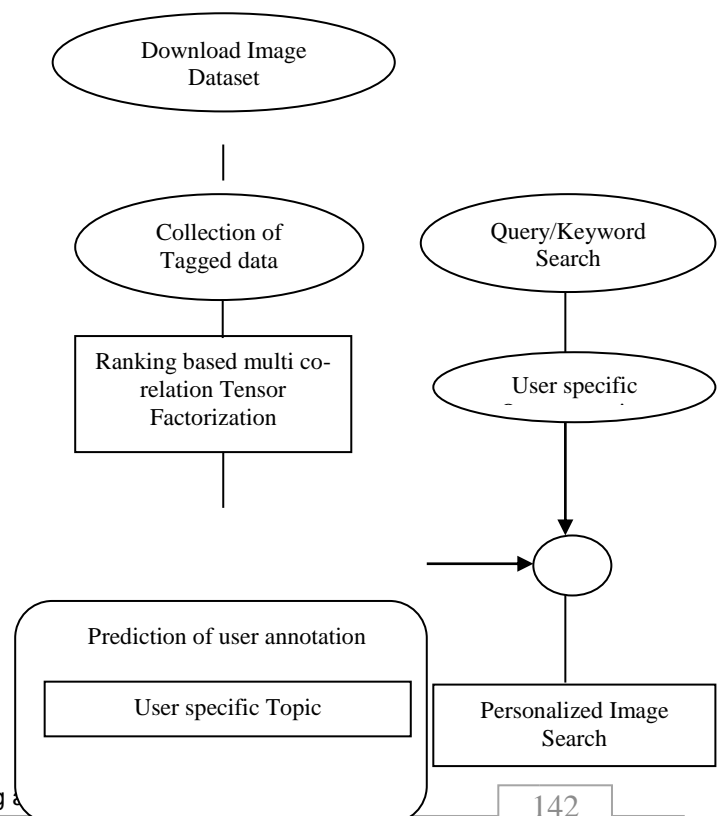 Download Image
Dataset
Collection of
Tagged data
Query/Keyword
Search
Ranking based multi co-
relation Tensor
Factorization
User specific
Prediction of user annotation
User specific Topic
Personalized Image
Search
g
142